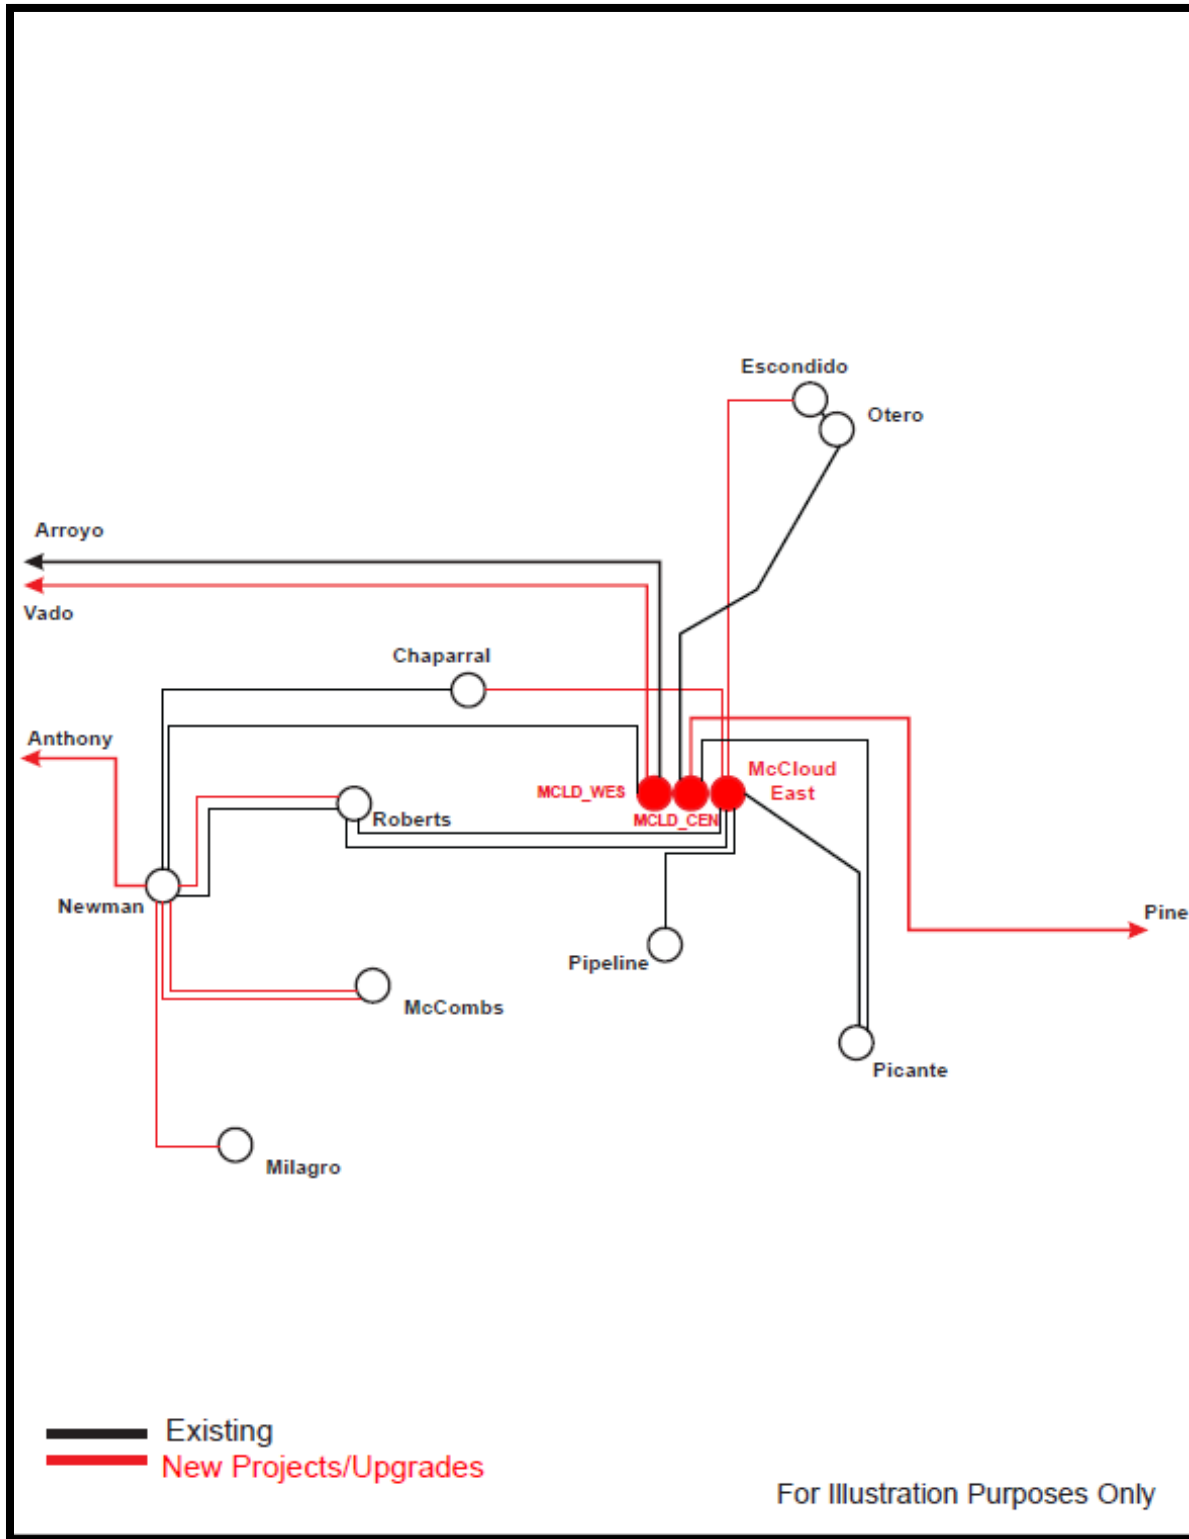 Escondido
Otero
Arroyo
Vado
Chaparral
Anthony
McCloud
East
MCLD_WES
MCLD_CEN
Roberts
Newman
Pine
Pipeline
McCombs
Picante
Milagro
Existing
New Projects/Upgrades
For Illustration Purposes Only